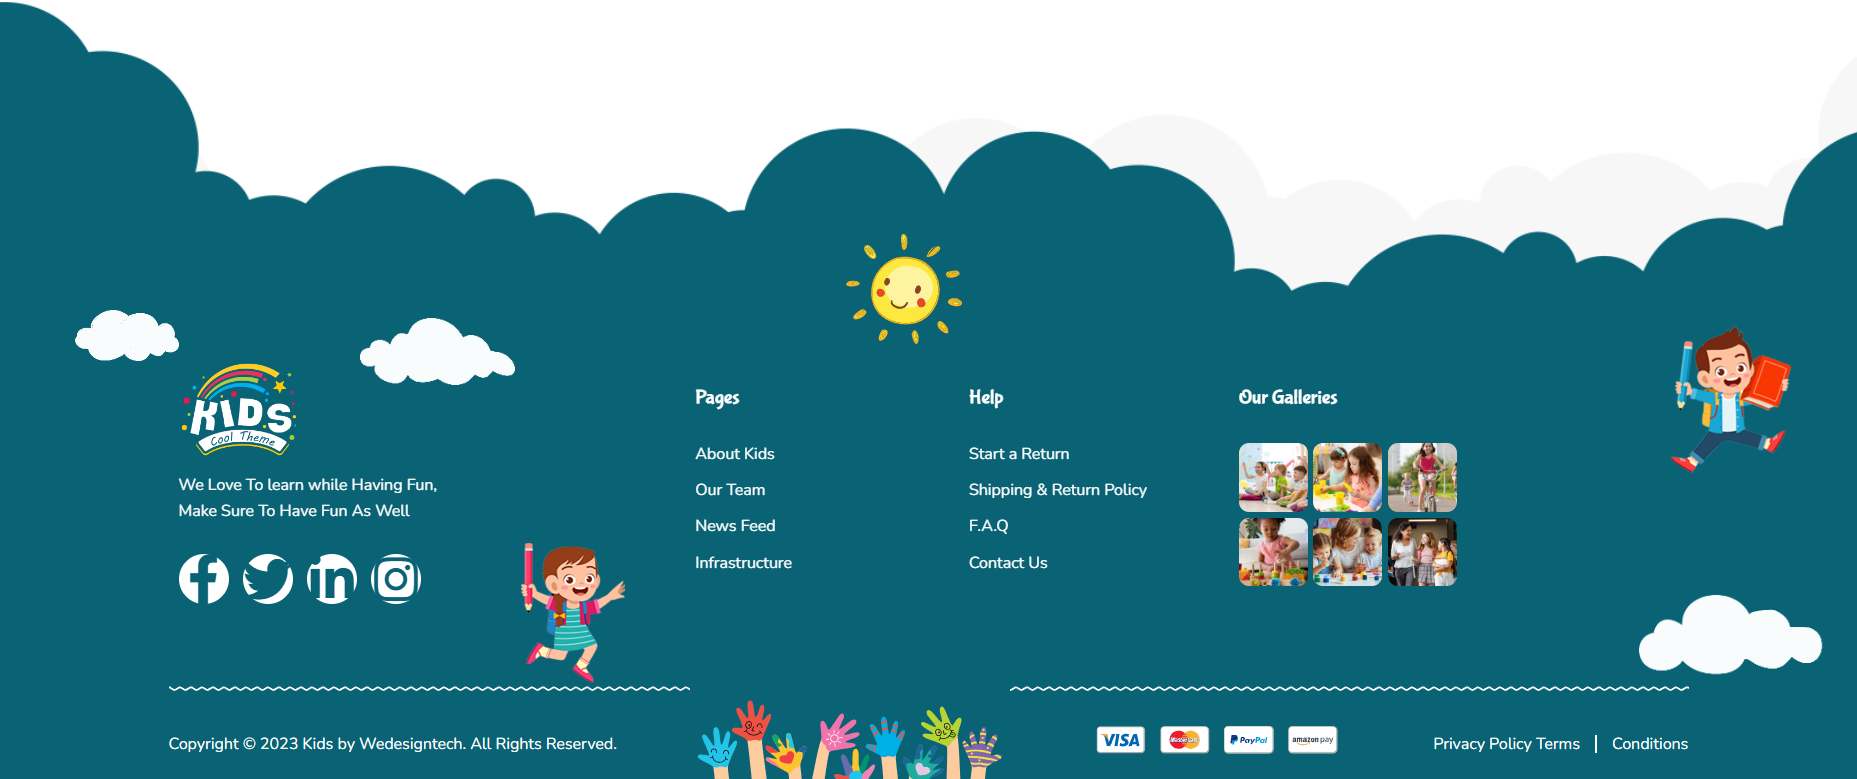 KIDS
Cool Theme
We Love To learn while Having Fun,
Make Sure To Have Fun As Well
Pages
About Kids
Our Team
News Feed
Infrastructure
Help
Start a Return
Shipping & Return Policy
F.A.Q
Contact Us
Our Galleries
Copyright © 2023 Kids by Wedesigntech. All Rights Reserved.
VISA
MasterCard
PayPal
amazon pay
Privacy Policy Terms
Conditions